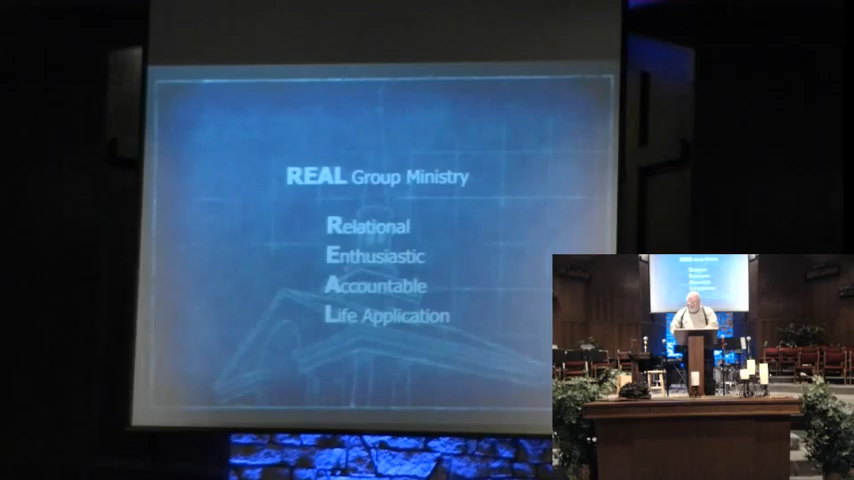 REAL Group Ministry
Relational
Enthusiastic
Accountable
Life Application